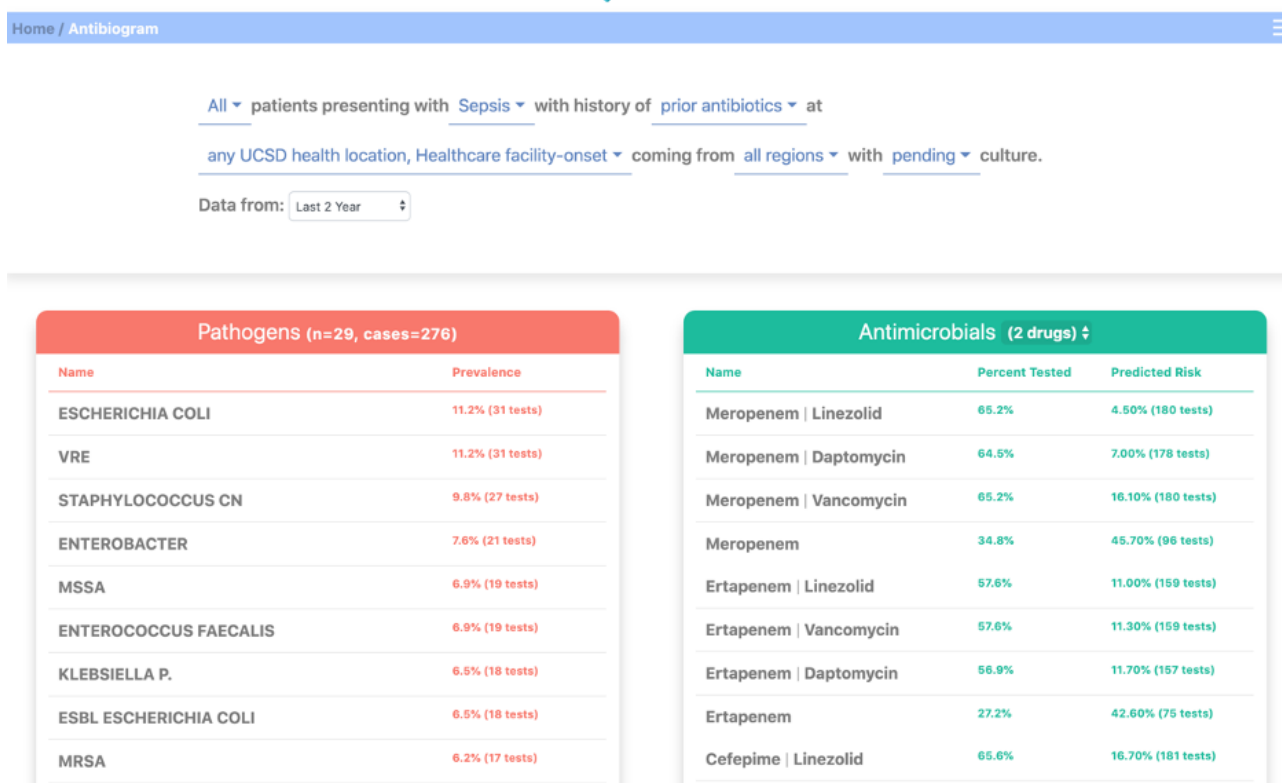 Home / Antibiogram
All patients presenting with Sepsis with history of prior antibiotics at
any UCSD health location, Healthcare facility-onset coming from all regions with pending culture.
Data from: Last 2 Year
Pathogens (n=29, cases=276)
Name Prevalence
ESCHERICHIA COLI 11.2% (31 tests)
VRE 11.2% (31 tests)
STAPHYLOCOCCUS CN 9.8% (27 tests)
ENTEROBACTER 7.6% (21 tests)
MSSA 6.9% (19 tests)
ENTEROCOCCUS FAECALIS 6.9% (19 tests)
KLEBSIELLA P. 6.5% (18 tests)
ESBL ESCHERICHIA COLI 6.5% (18 tests)
MRSA 6.2% (17 tests)
Antimicrobials (2 drugs)
Name Percent Tested Predicted Risk
Meropenem | Linezolid 65.2% 4.50% (180 tests)
Meropenem | Daptomycin 64.5% 7.00% (178 tests)
Meropenem | Vancomycin 65.2% 16.10% (180 tests)
Meropenem 34.8% 45.70% (96 tests)
Ertapenem | Linezolid 57.6% 11.00% (159 tests)
Ertapenem | Vancomycin 57.6% 11.30% (159 tests)
Ertapenem | Daptomycin 56.9% 11.70% (157 tests)
Ertapenem 27.2% 42.60% (75 tests)
Cefepime | Linezolid 65.6% 16.70% (181 tests)